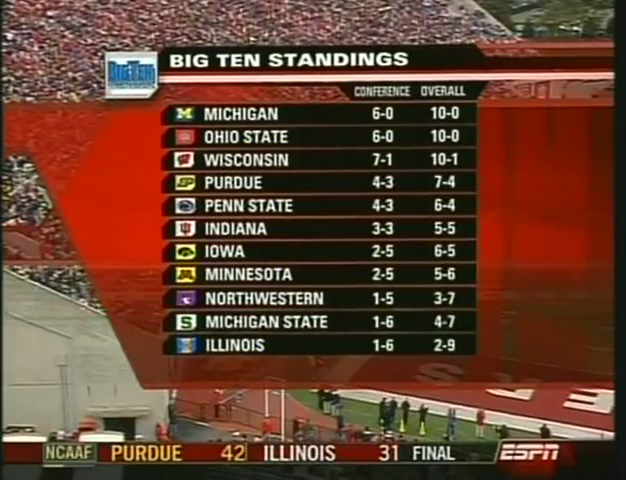 BIG TEN
BIG TEN STANDINGS
CONFERENCE OVERALL
M MICHIGAN 6-0 10-0
OHIO STATE 6-0 10-0
W WISCONSIN 7-1 10-1
P PURDUE 4-3 7-4
PENN STATE 4-3 6-4
INDIANA 3-3 5-5
IOWA 2-5 6-5
M MINNESOTA 2-5 5-6
NORTHWESTERN 1-5 3-7
S MICHIGAN STATE 1-6 4-7
I ILLINOIS 1-6 2-9
ERS
NCAAF PURDUE 42 ILLINOIS 31 FINAL ESPN